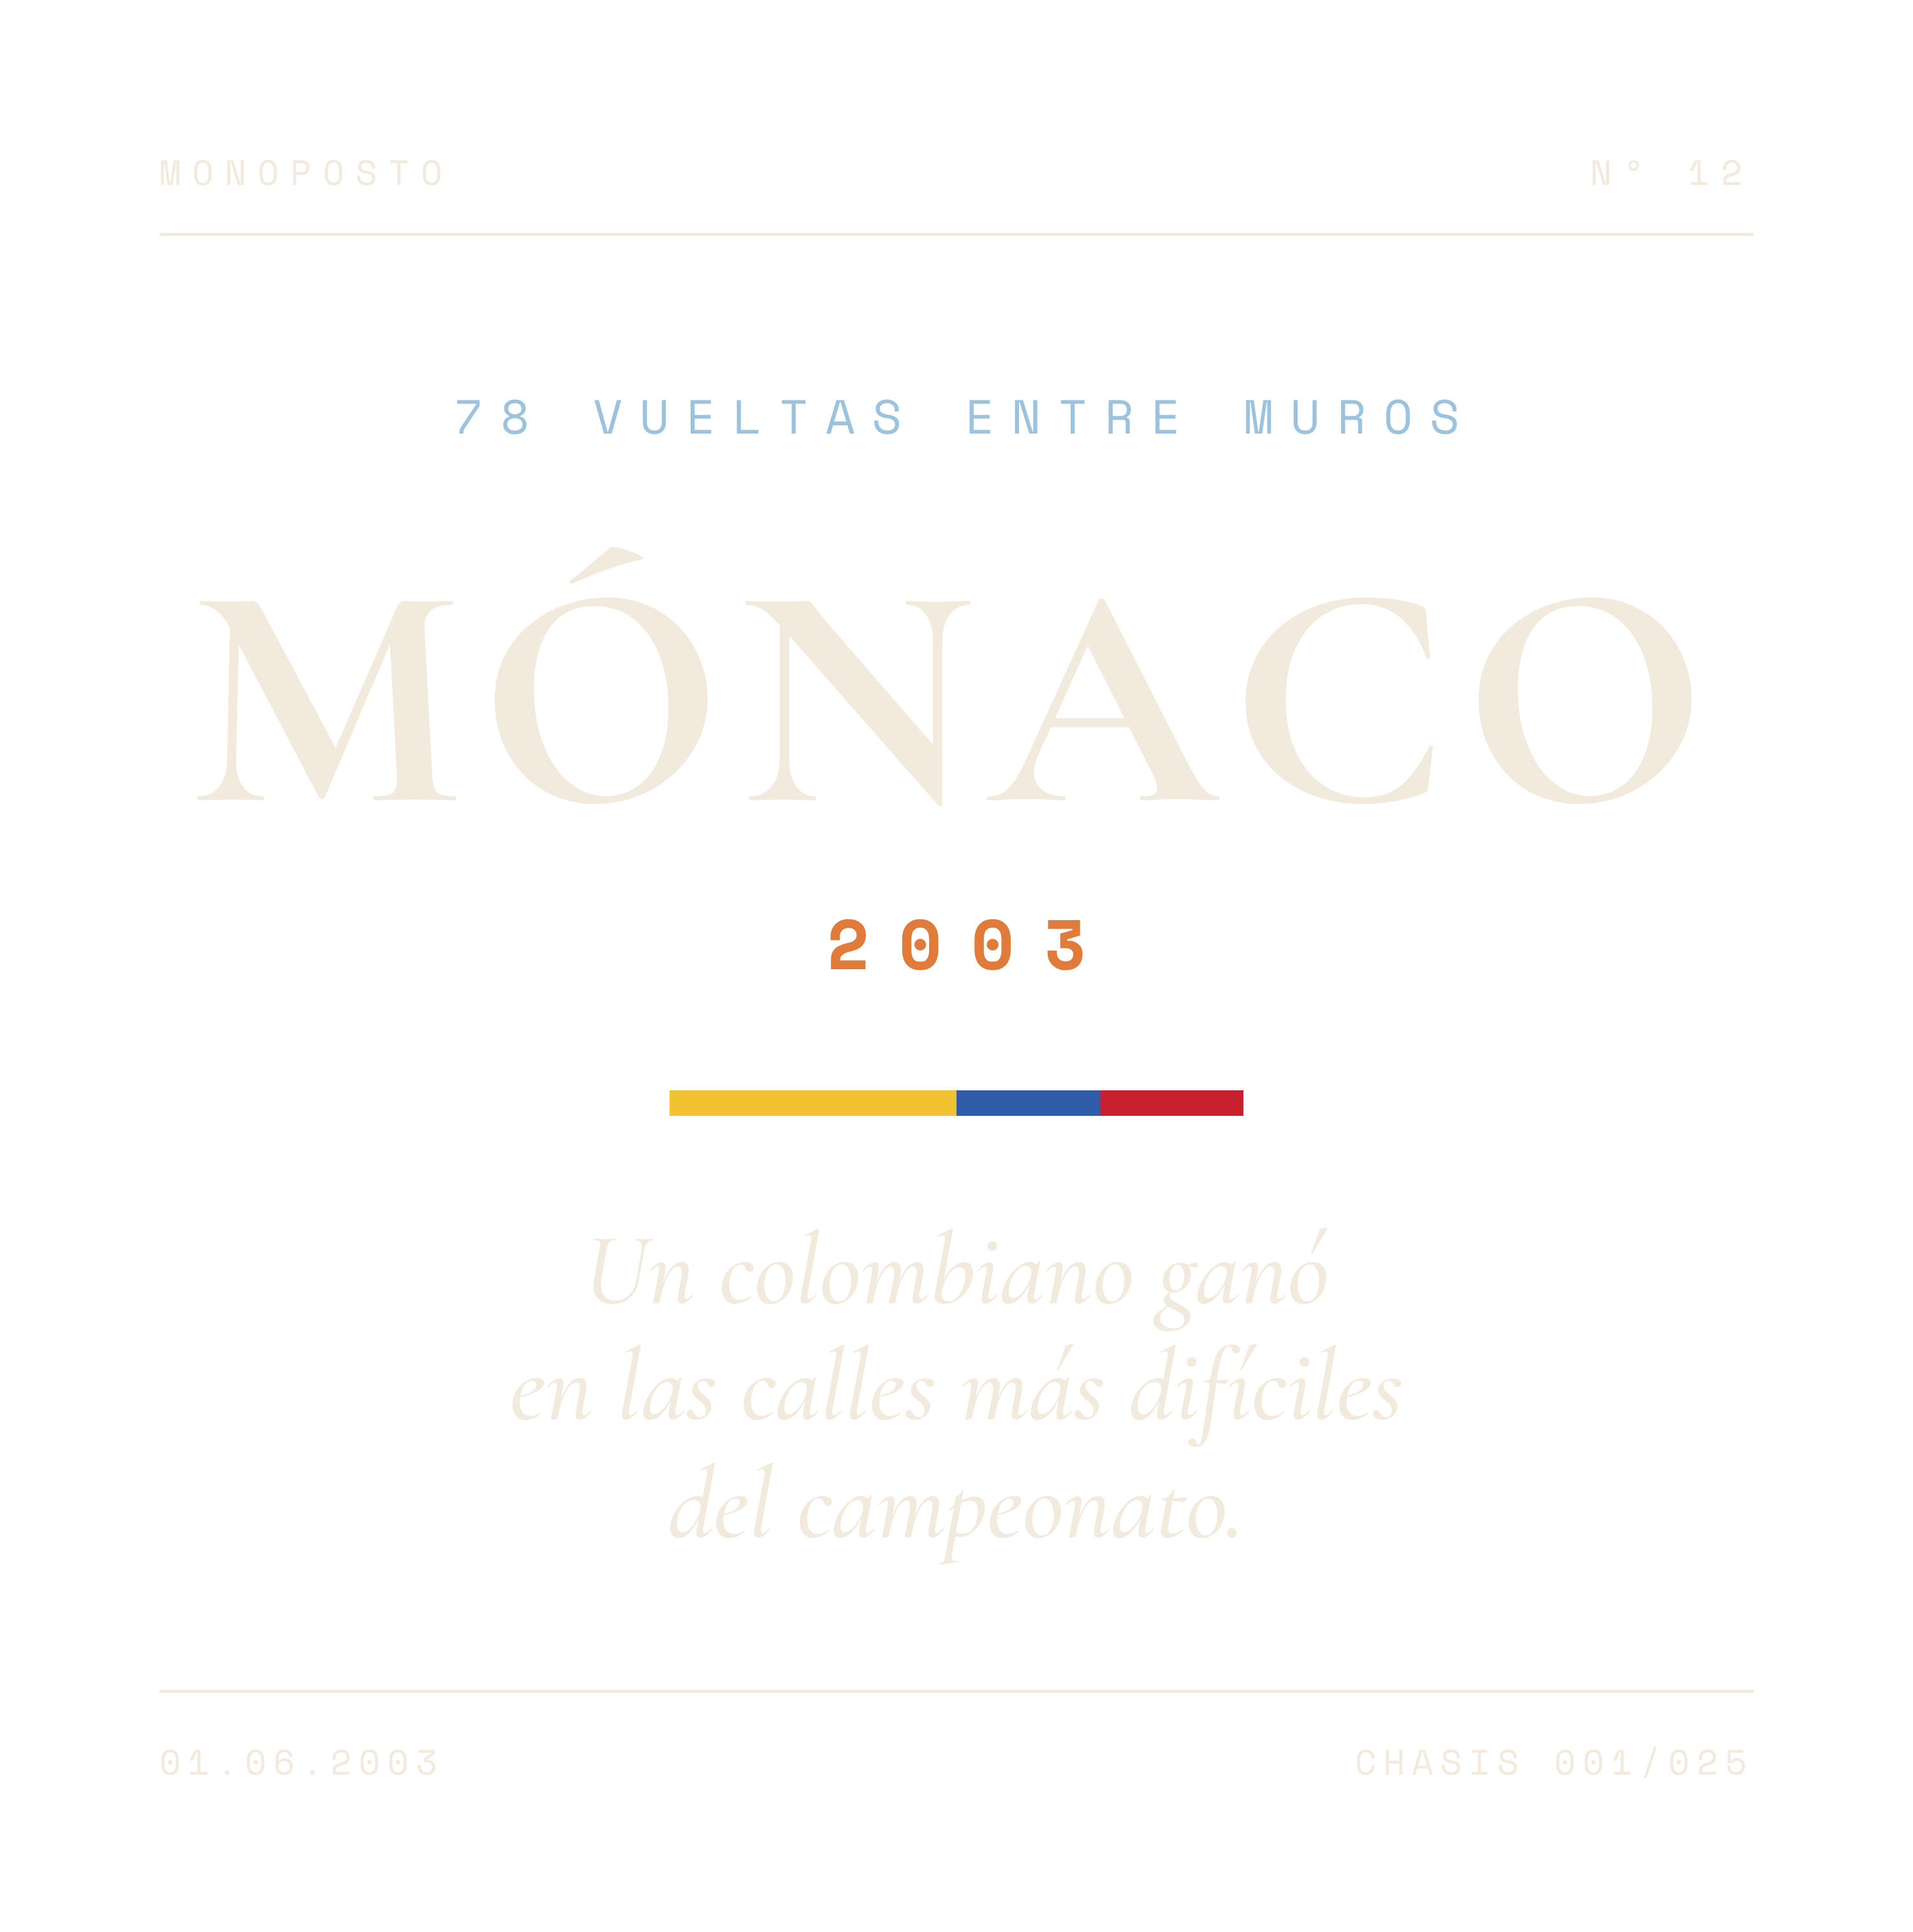 MONOPOSTO N° 12
78 VUELTAS ENTRE MUROS
MÓNACO
2003
Un colombiano ganó
en las calles más difíciles
del campeonato.
01.06.2003 CHASIS 001/025